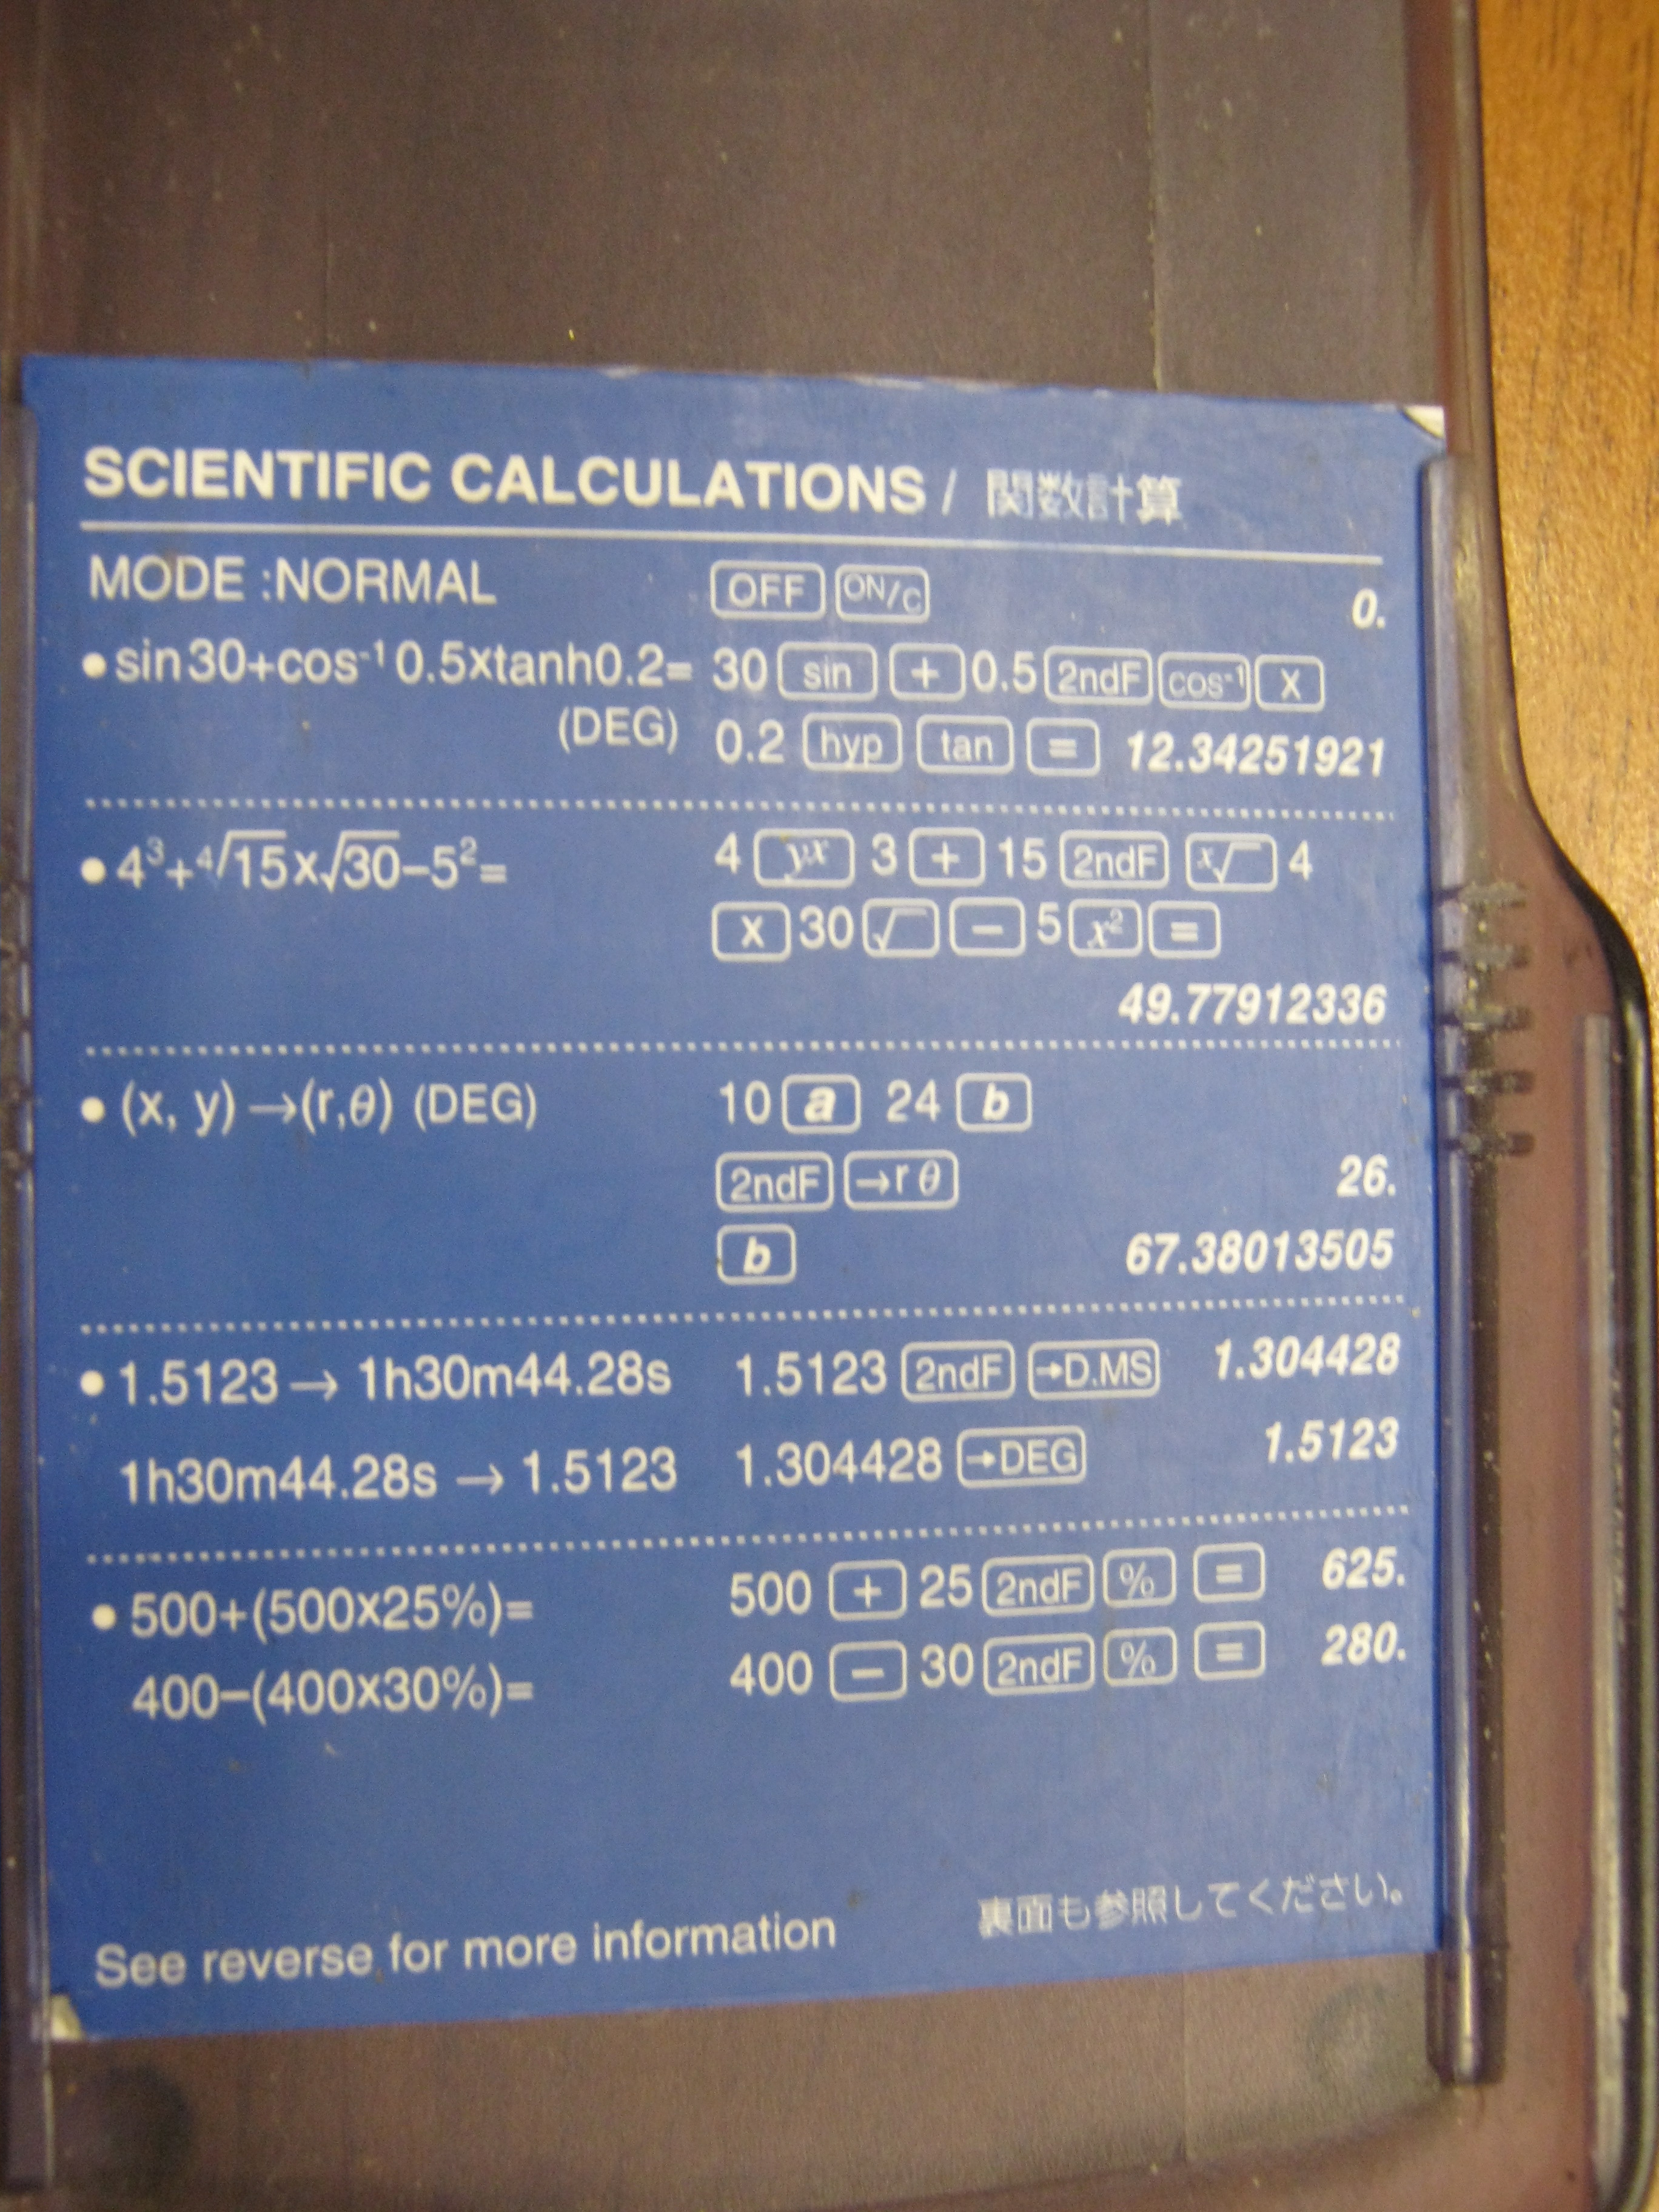 SCIENTIFIC CALCULATIONS / 関数計算
MODE :NORMAL OFF ON/C 0.
• sin30+cos⁻¹0.5xtanh0.2= 30 sin + 0.5 2ndF cos⁻¹ x
(DEG) 0.2 hyp tan = 12.34251921
• 4³+⁴√15x√30−5²= 4 yˣ 3 + 15 2ndF ˣ√ 4
x 30 √ − 5 x² =
49.77912336
• (x, y) →(r,θ) (DEG) 10 a 24 b
2ndF →rθ 26.
b 67.38013505
• 1.5123 → 1h30m44.28s 1.5123 2ndF →D.MS 1.304428
1h30m44.28s → 1.5123 1.304428 →DEG 1.5123
• 500+(500x25%)= 500 + 25 2ndF % = 625.
400−(400x30%)= 400 − 30 2ndF % = 280.
See reverse for more information 裏面も参照してください。